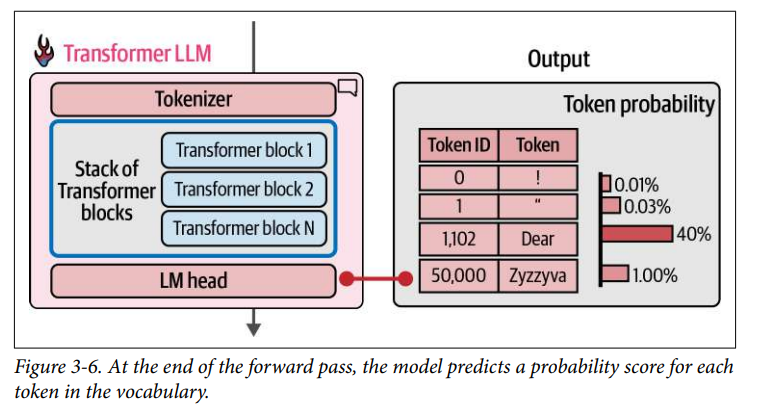 Transformer LLM
Tokenizer
Stack of
Transformer
blocks
Transformer block 1
Transformer block 2
Transformer block N
LM head
Output
Token probability
Token ID Token
0 ! 0.01%
1 “ 0.03%
1,102 Dear 40%
50,000 Zyzzyva 1.00%
Figure 3-6. At the end of the forward pass, the model predicts a probability score for each
token in the vocabulary.